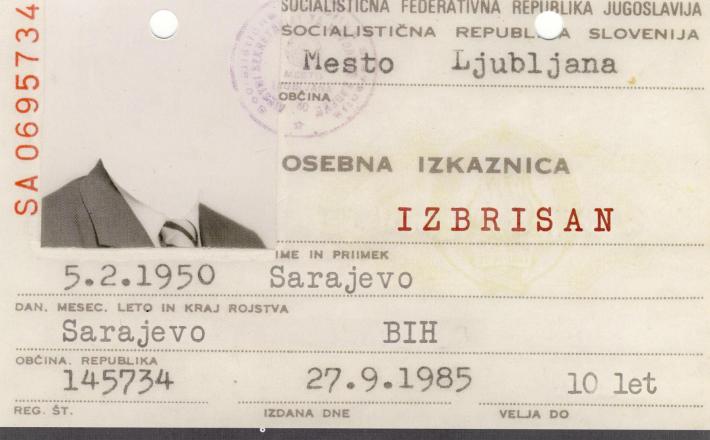 SOCIALISTIČNA FEDERATIVNA REPUBLIKA JUGOSLAVIJA
SOCIALISTIČNA REPUBLIKA SLOVENIJA
Mesto Ljubljana
OBČINA
SA 0695734
OSEBNA IZKAZNICA
IZBRISAN
IME IN PRIIMEK
5.2.1950 Sarajevo
DAN, MESEC, LETO IN KRAJ ROJSTVA
Sarajevo BIH
OBČINA, REPUBLIKA
145734 27.9.1985 10 let
REG. ŠT. IZDANA DNE VELJA DO